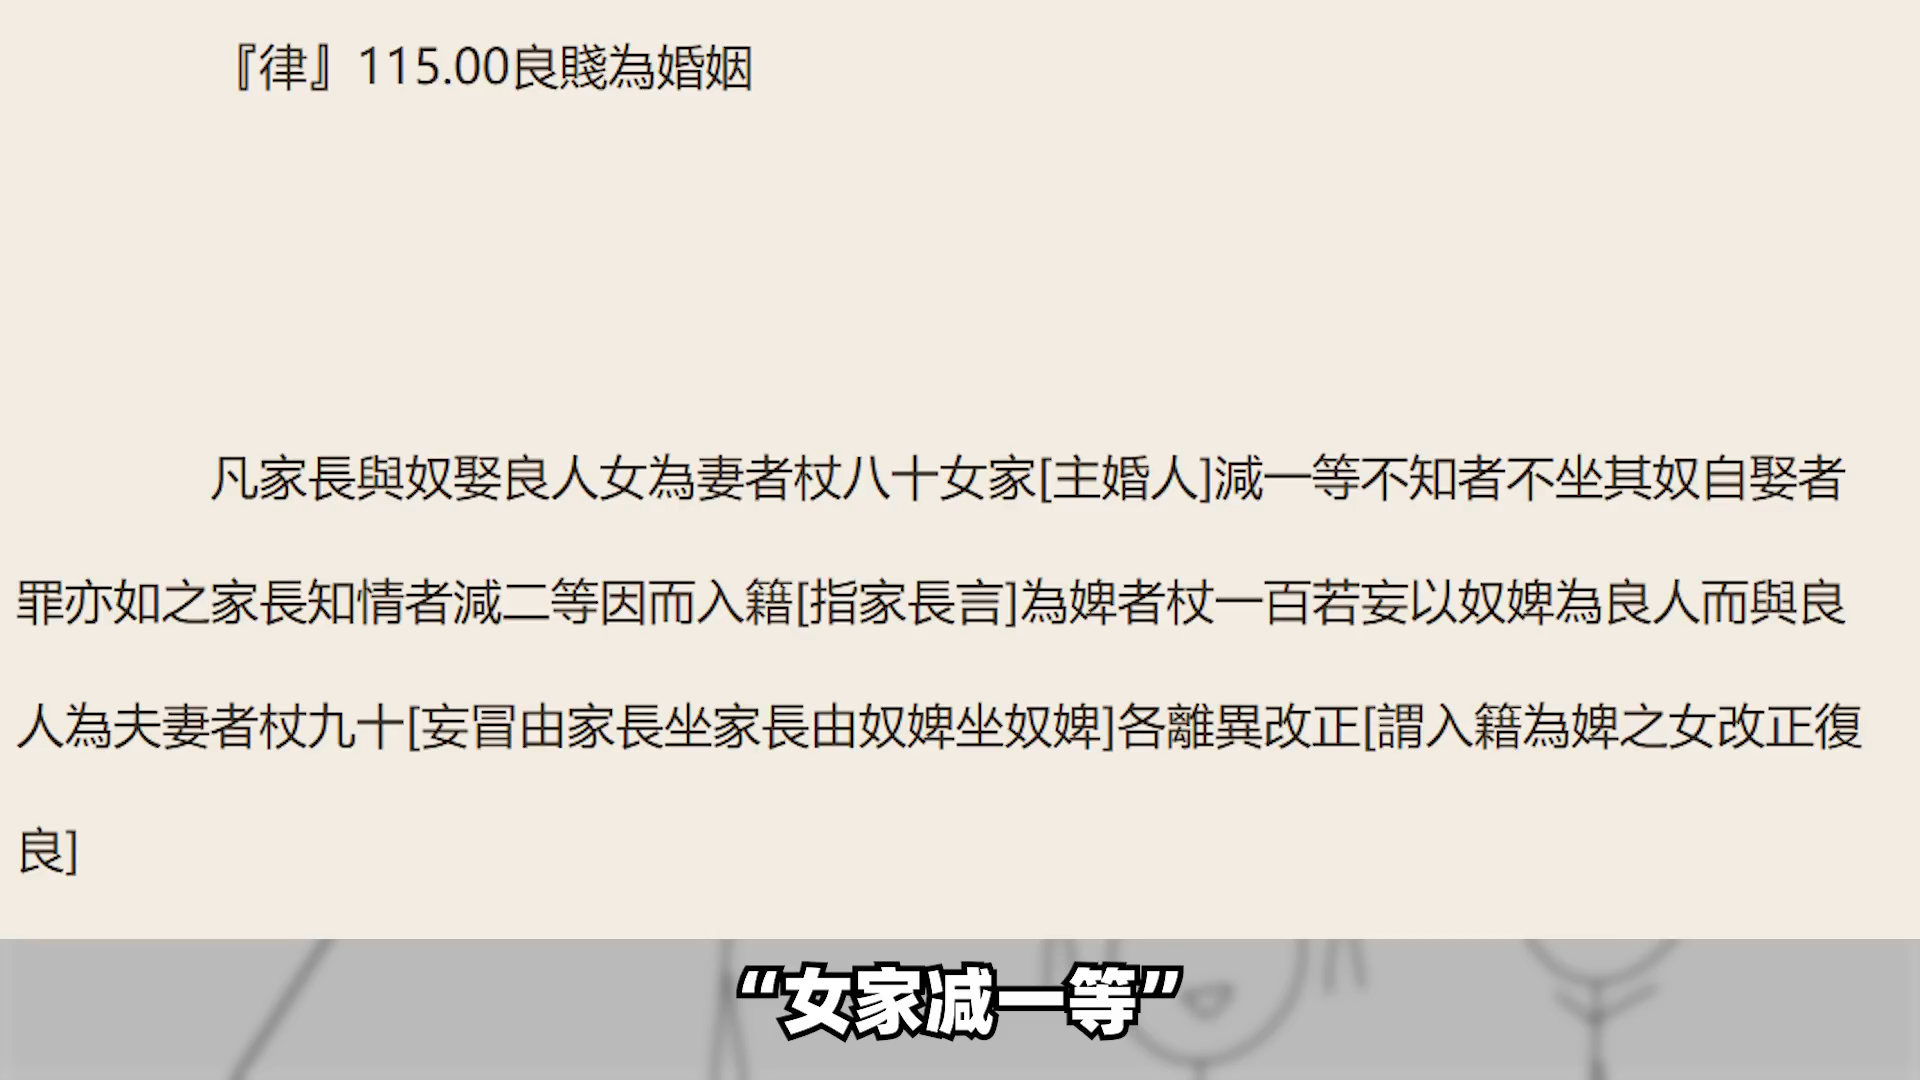 『律』115.00良賤為婚姻
凡家長與奴娶良人女為妻者杖八十女家[主婚人]減一等不知者不坐其奴自娶者
罪亦如之家長知情者減二等因而入籍[指家長言]為婢者杖一百若妄以奴婢為良人而與良
人為夫妻者杖九十[妄冒由家長坐家長由奴婢坐奴婢]各離異改正[謂入籍為婢之女改正復
良]
“女家减一等”